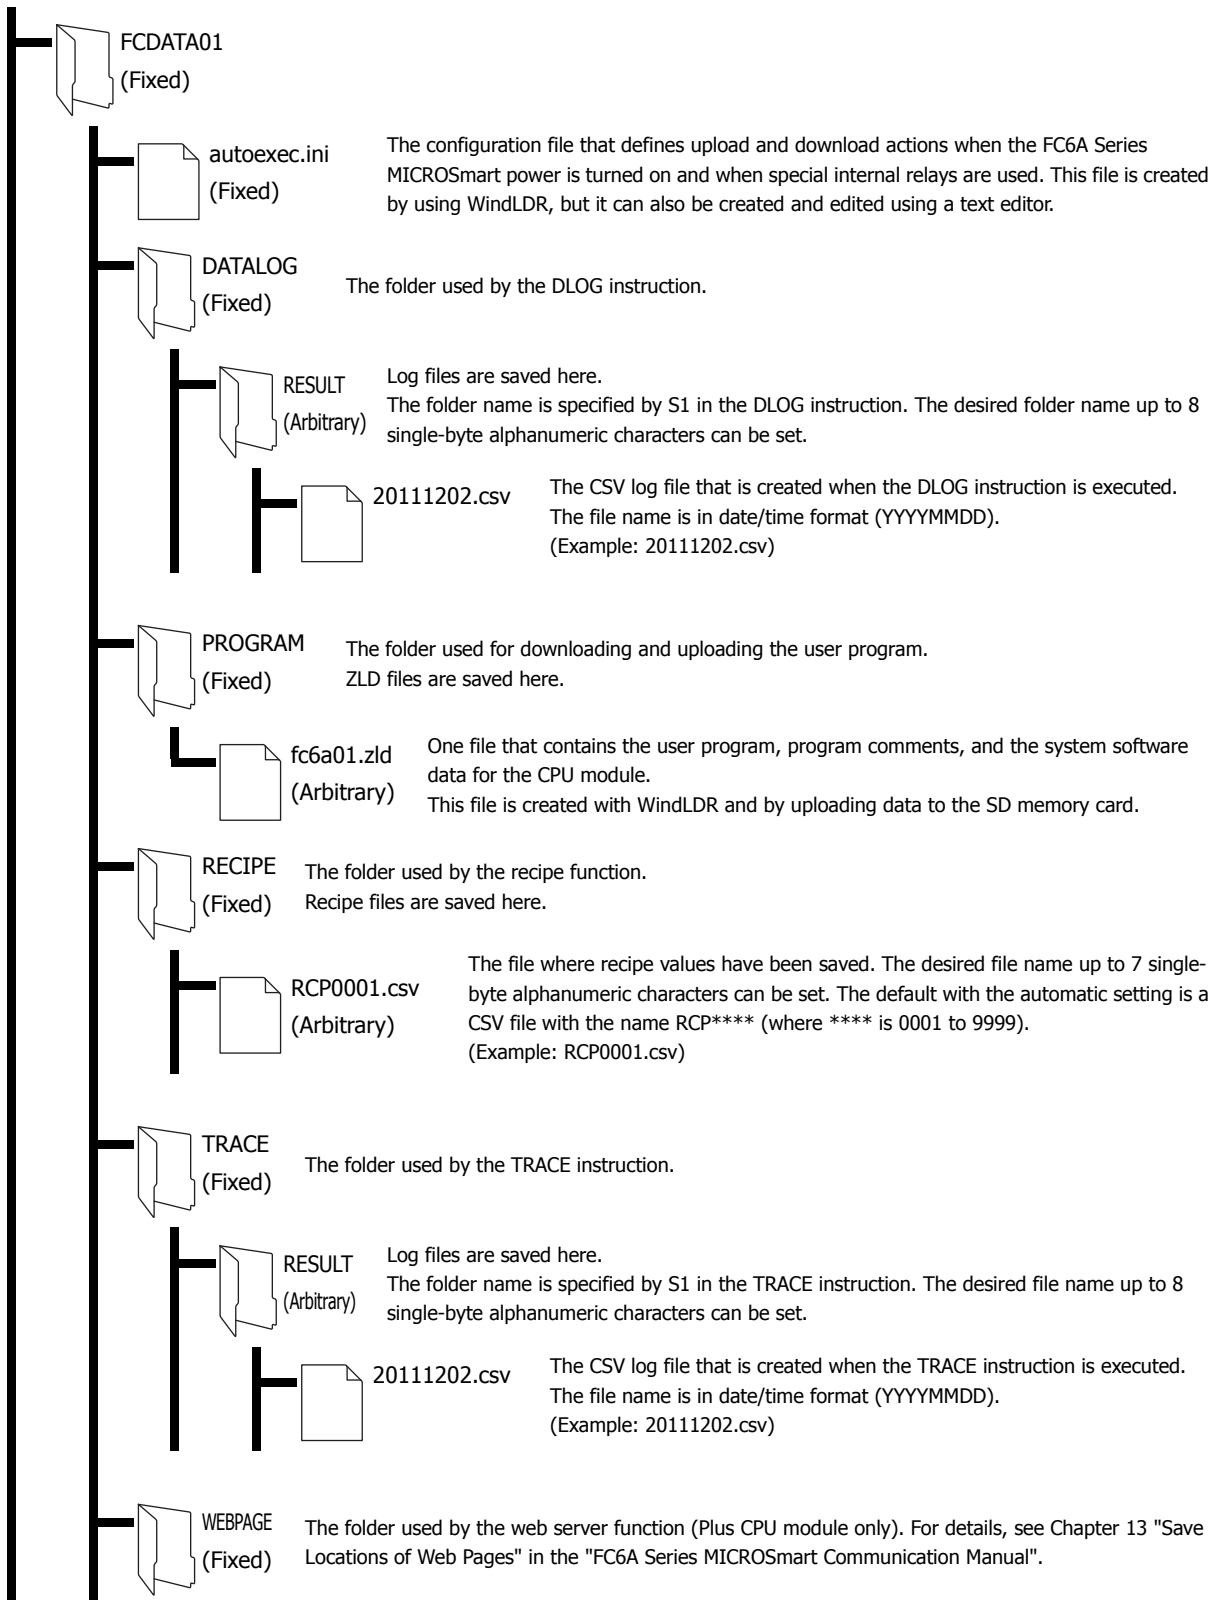 FCDATA01
(Fixed)
autoexec.ini
(Fixed)
The configuration file that defines upload and download actions when the FC6A Series
MICROSmart power is turned on and when special internal relays are used. This file is created
by using WindLDR, but it can also be created and edited using a text editor.
DATALOG
(Fixed)
The folder used by the DLOG instruction.
RESULT
(Arbitrary)
Log files are saved here.
The folder name is specified by S1 in the DLOG instruction. The desired folder name up to 8
single-byte alphanumeric characters can be set.
20111202.csv
The CSV log file that is created when the DLOG instruction is executed.
The file name is in date/time format (YYYYMMDD).
(Example: 20111202.csv)
PROGRAM
(Fixed)
The folder used for downloading and uploading the user program.
ZLD files are saved here.
fc6a01.zld
(Arbitrary)
One file that contains the user program, program comments, and the system software
data for the CPU module.
This file is created with WindLDR and by uploading data to the SD memory card.
RECIPE
(Fixed)
The folder used by the recipe function.
Recipe files are saved here.
RCP0001.csv
(Arbitrary)
The file where recipe values have been saved. The desired file name up to 7 single-
byte alphanumeric characters can be set. The default with the automatic setting is a
CSV file with the name RCP**** (where **** is 0001 to 9999).
(Example: RCP0001.csv)
TRACE
(Fixed)
The folder used by the TRACE instruction.
RESULT
(Arbitrary)
Log files are saved here.
The folder name is specified by S1 in the TRACE instruction. The desired file name up to 8
single-byte alphanumeric characters can be set.
20111202.csv
The CSV log file that is created when the TRACE instruction is executed.
The file name is in date/time format (YYYYMMDD).
(Example: 20111202.csv)
WEBPAGE
(Fixed)
The folder used by the web server function (Plus CPU module only). For details, see Chapter 13 "Save
Locations of Web Pages" in the "FC6A Series MICROSmart Communication Manual".